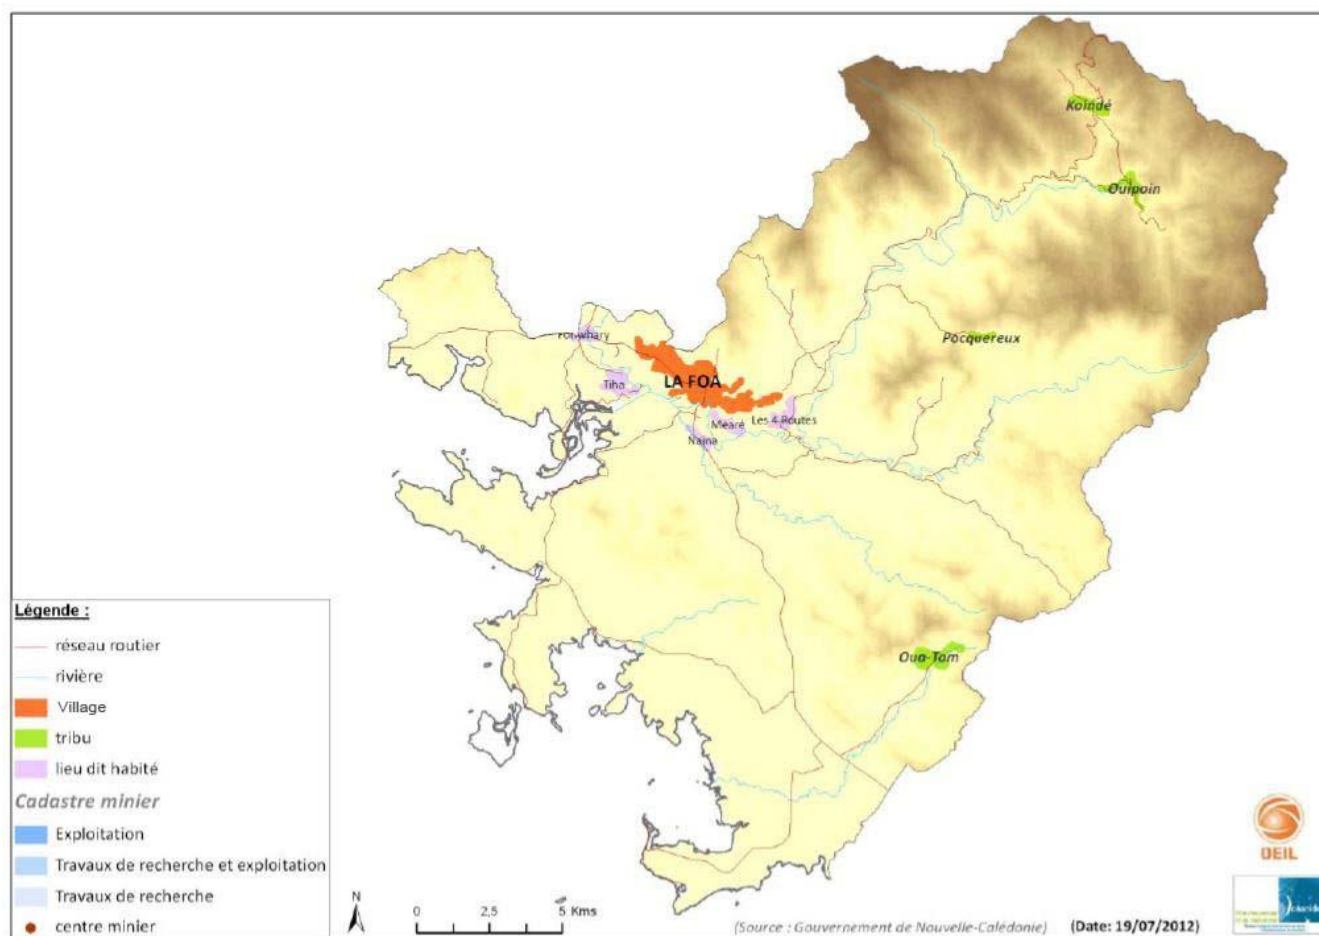 Koindé
Ouipoin
Pocquereux
Fonwhary
Tiha
LA FOA
Méaré
Les 4 Routes
Naïna
Oua-Tom
Légende :
réseau routier
rivière
Village
tribu
lieu dit habité
Cadastre minier
Exploitation
Travaux de recherche et exploitation
Travaux de recherche
centre minier
N
0 2,5 5 Kms
(Source : Gouvernement de Nouvelle-Calédonie) (Date: 19/07/2012)
OEIL